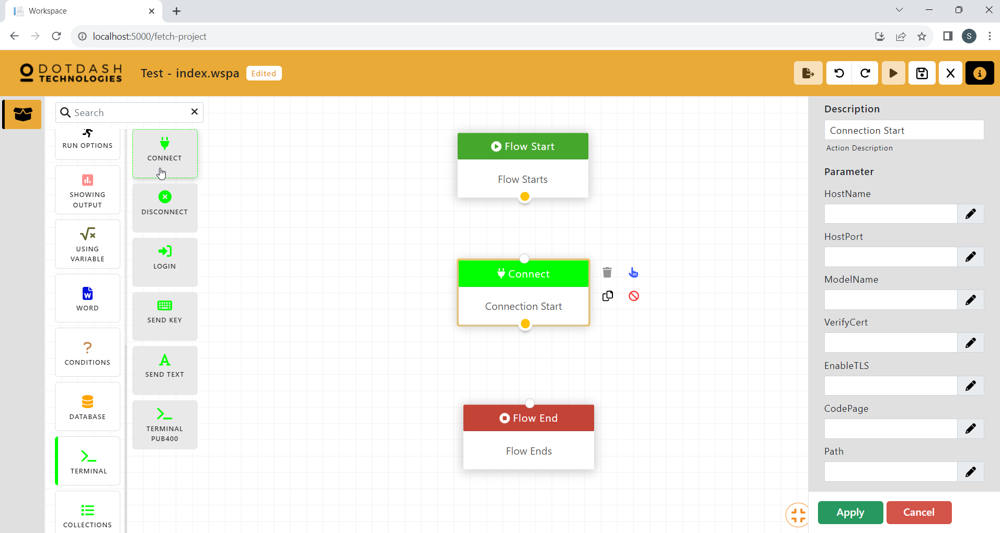 Workspace
localhost:5000/fetch-project
S
DOTDASH
TECHNOLOGIES
Test - index.wspa
Edited
Search
RUN OPTIONS
SHOWING
OUTPUT
USING
VARIABLE
WORD
CONDITIONS
DATABASE
TERMINAL
COLLECTIONS
CONNECT
DISCONNECT
LOGIN
SEND KEY
SEND TEXT
TERMINAL
PUB400
Flow Start
Flow Starts
Connect
Connection Start
Flow End
Flow Ends
Description
Connection Start
Action Description
Parameter
HostName
HostPort
ModelName
VerifyCert
EnableTLS
CodePage
Path
Apply
Cancel